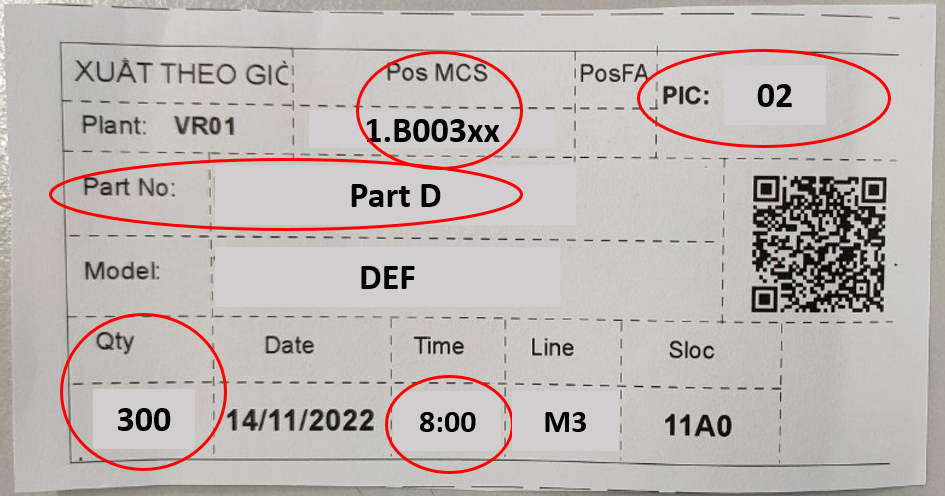 XUẤT THEO GIỜ Pos MCS PosFA PIC: 02
Plant: VR01 1.B003xx
Part No: Part D
Model: DEF
Qty Date Time Line Sloc
300 14/11/2022 8:00 M3 11A0